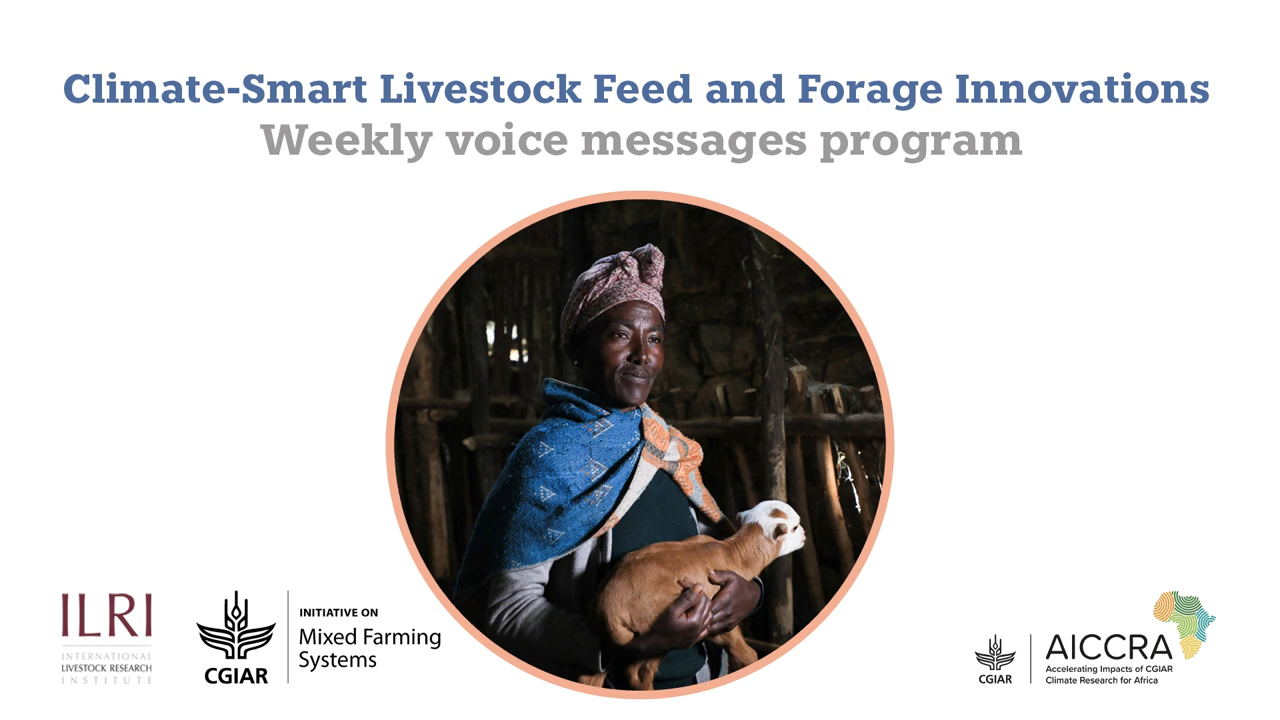 Climate-Smart Livestock Feed and Forage Innovations
Weekly voice messages program
ILRI
INTERNATIONAL
LIVESTOCK RESEARCH
INSTITUTE
CGIAR
INITIATIVE ON
Mixed Farming
Systems
CGIAR
AICCRA
Accelerating Impacts of CGIAR
Climate Research for Africa